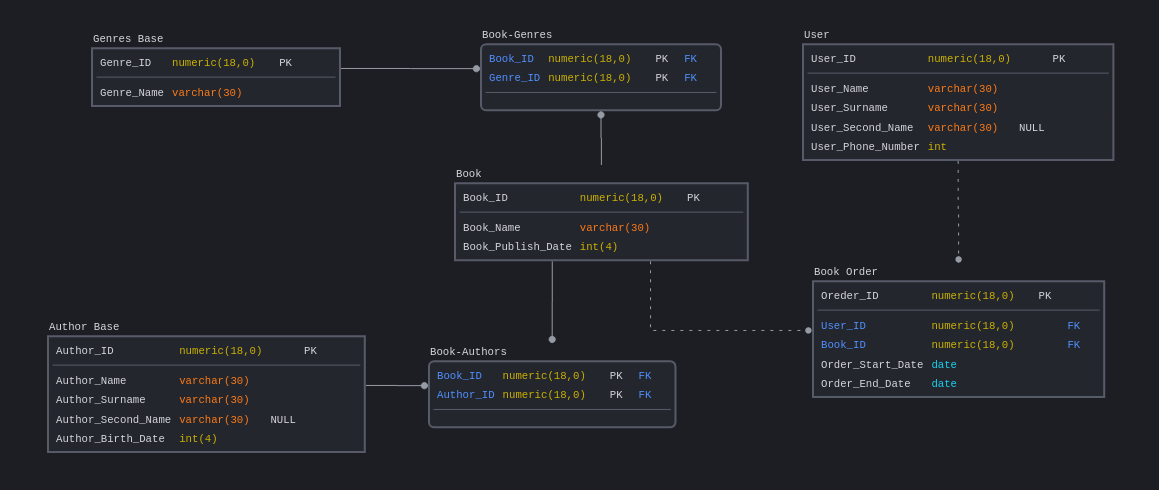 Genres Base
Genre_ID numeric(18,0) PK
Genre_Name varchar(30)
Book-Genres
Book_ID numeric(18,0) PK FK
Genre_ID numeric(18,0) PK FK
User
User_ID numeric(18,0) PK
User_Name varchar(30)
User_Surname varchar(30)
User_Second_Name varchar(30) NULL
User_Phone_Number int
Book
Book_ID numeric(18,0) PK
Book_Name varchar(30)
Book_Publish_Date int(4)
Book Order
Oreder_ID numeric(18,0) PK
User_ID numeric(18,0) FK
Book_ID numeric(18,0) FK
Order_Start_Date date
Order_End_Date date
Author Base
Author_ID numeric(18,0) PK
Author_Name varchar(30)
Author_Surname varchar(30)
Author_Second_Name varchar(30) NULL
Author_Birth_Date int(4)
Book-Authors
Book_ID numeric(18,0) PK FK
Author_ID numeric(18,0) PK FK